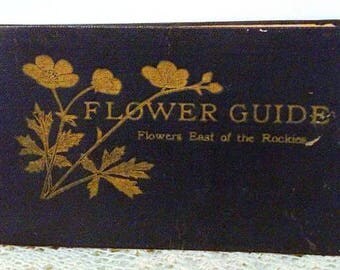 FLOWER GUIDE
Flowers East of the Rockies